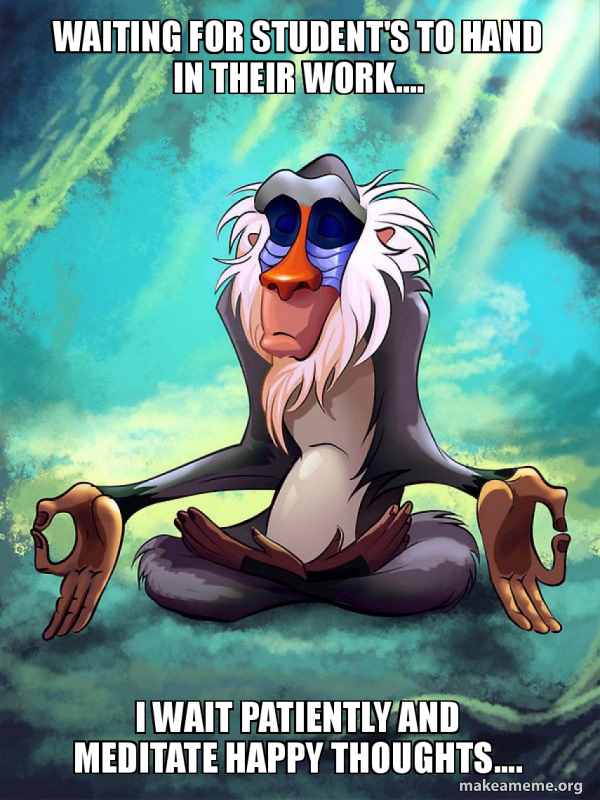 WAITING FOR STUDENT'S TO HAND
IN THEIR WORK....
I WAIT PATIENTLY AND
MEDITATE HAPPY THOUGHTS....
makeameme.org